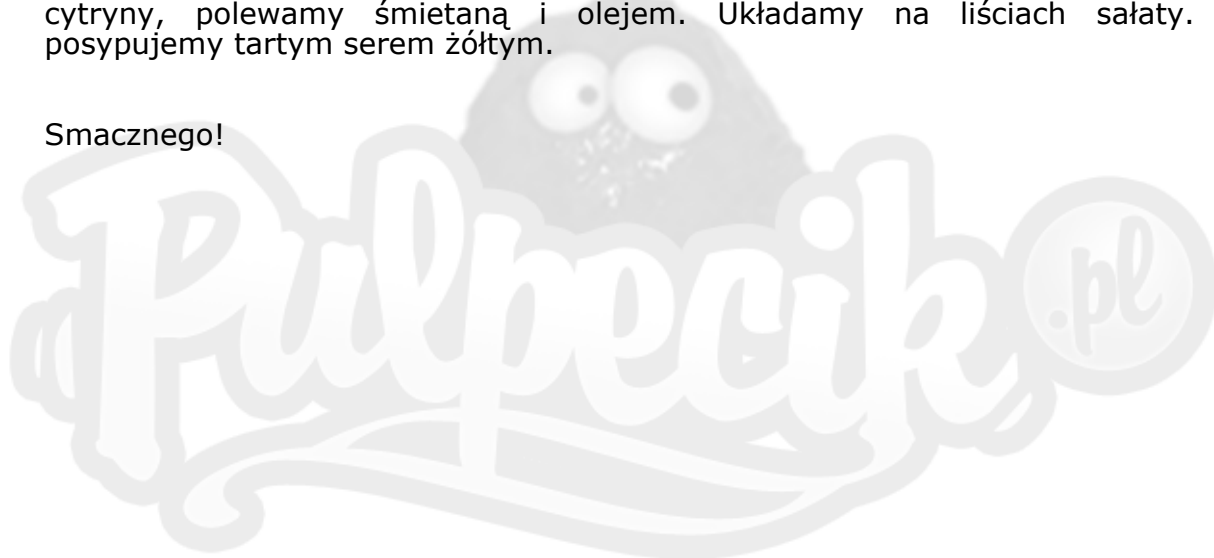 cytryny, polewamy śmietaną i olejem. Układamy na liściach sałaty.
posypujemy tartym serem żółtym.
Smacznego!
Pulpecik .pl